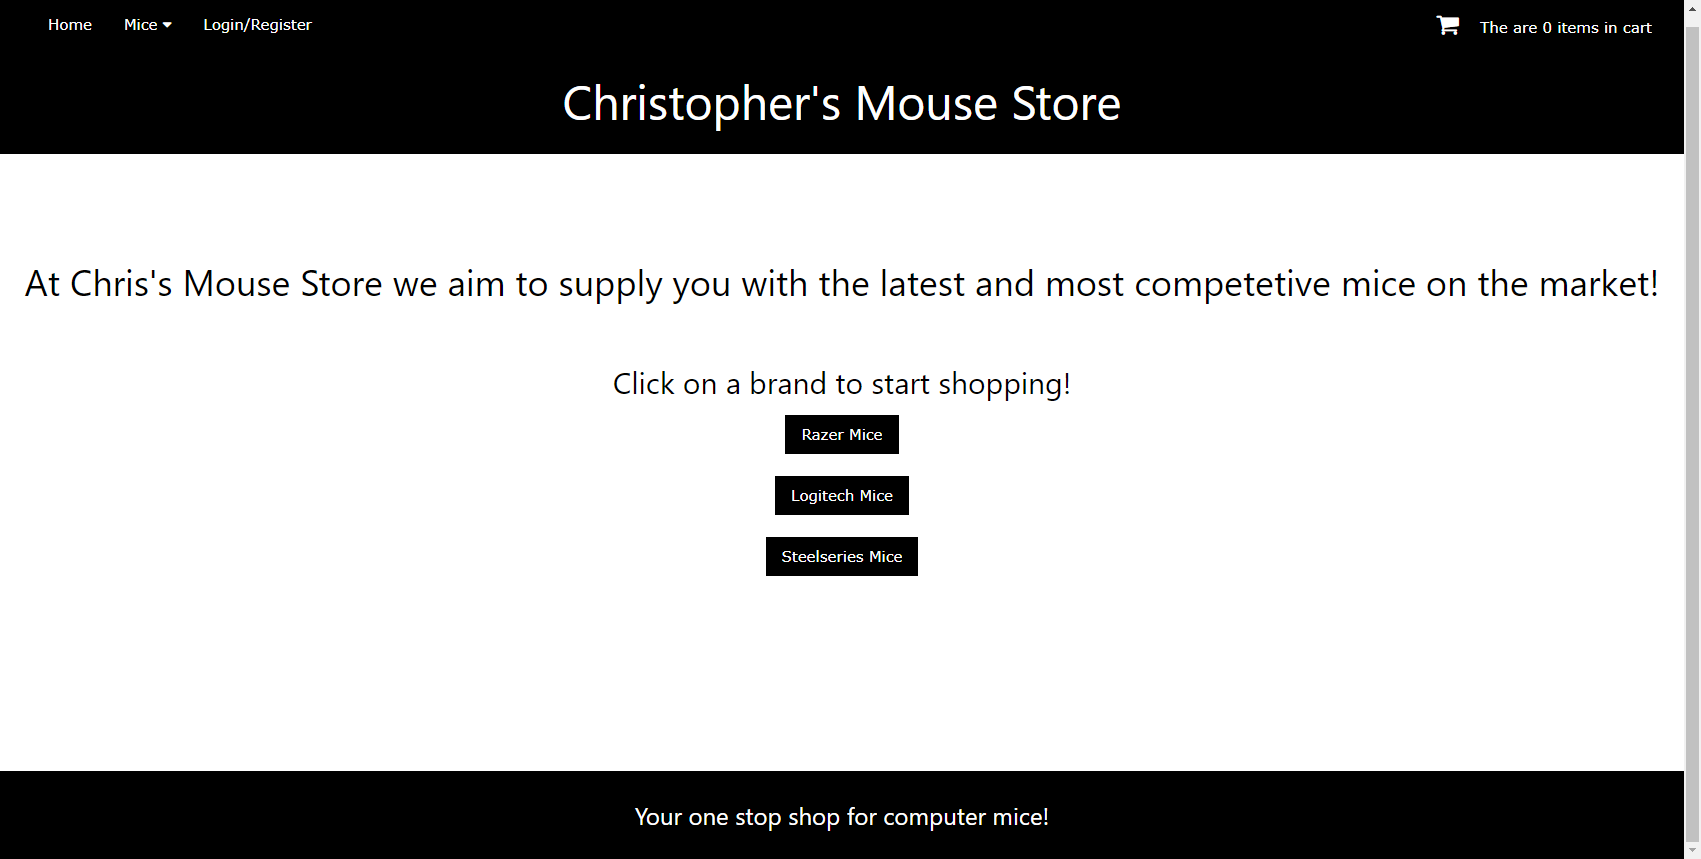 Home Mice Login/Register The are 0 items in cart
Christopher's Mouse Store
At Chris's Mouse Store we aim to supply you with the latest and most competetive mice on the market!
Click on a brand to start shopping!
Razer Mice
Logitech Mice
Steelseries Mice
Your one stop shop for computer mice!